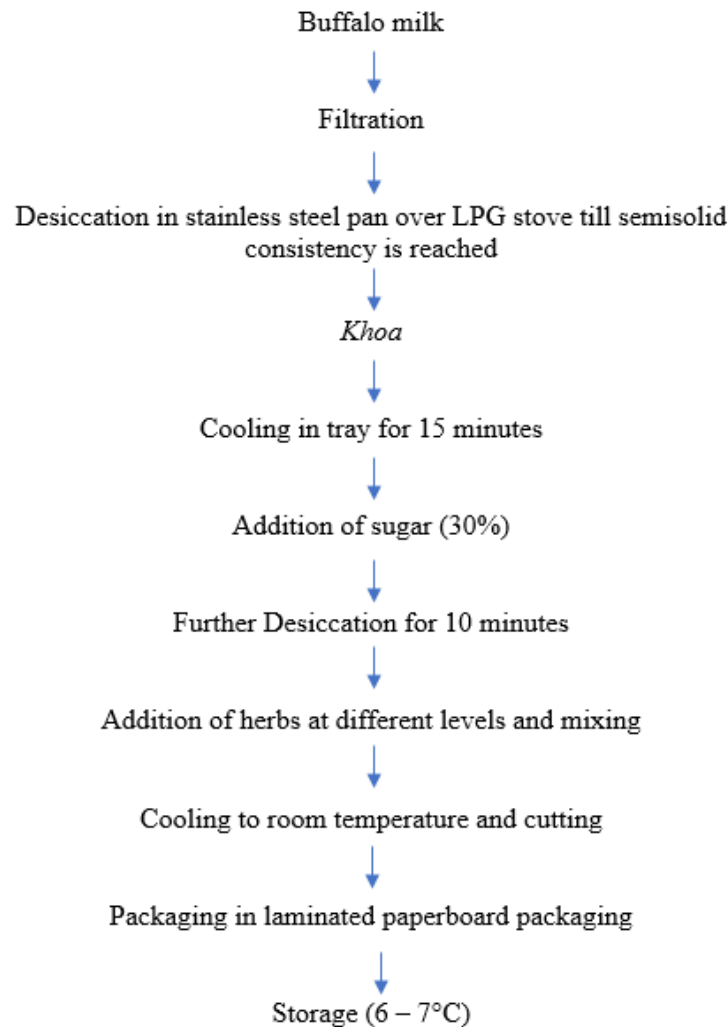 Buffalo milk
Filtration
Desiccation in stainless steel pan over LPG stove till semisolid
consistency is reached
Khoa
Cooling in tray for 15 minutes
Addition of sugar (30%)
Further Desiccation for 10 minutes
Addition of herbs at different levels and mixing
Cooling to room temperature and cutting
Packaging in laminated paperboard packaging
Storage (6 – 7°C)